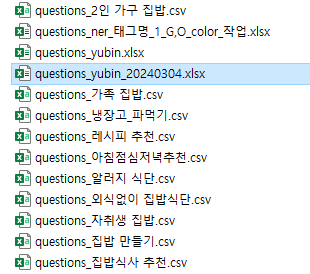 questions_2인 가구 집밥.csv
questions_ner_태그명_1_G,O_color_작업.xlsx
questions_yubin.xlsx
questions_yubin_20240304.xlsx
questions_가족 집밥.csv
questions_냉장고_파먹기.csv
questions_레시피 추천.csv
questions_아침점심저녁추천.csv
questions_알러지 식단.csv
questions_외식없이 집밥식단.csv
questions_자취생 집밥.csv
questions_집밥 만들기.csv
questions_집밥식사 추천.csv